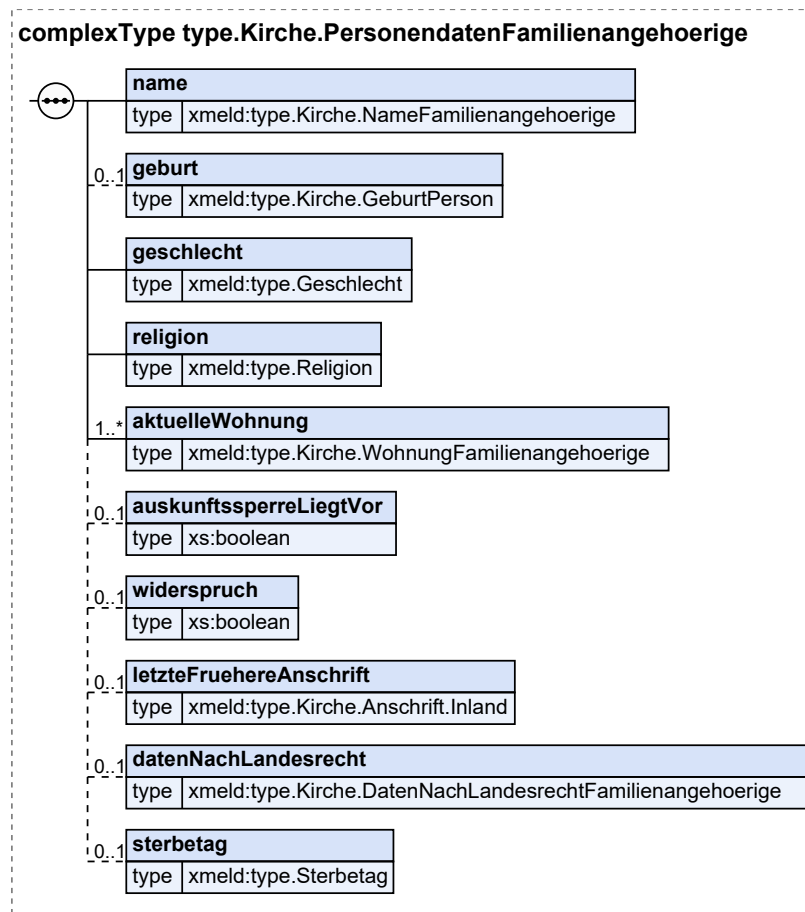 complexType type.Kirche.PersonendatenFamilienangehoerige
name
type xmeld:type.Kirche.NameFamilienangehoerige
0..1 geburt
type xmeld:type.Kirche.GeburtPerson
geschlecht
type xmeld:type.Geschlecht
religion
type xmeld:type.Religion
1..* aktuelleWohnung
type xmeld:type.Kirche.WohnungFamilienangehoerige
0..1 auskunftssperreLiegtVor
type xs:boolean
0..1 widerspruch
type xs:boolean
0..1 letzteFruehereAnschrift
type xmeld:type.Kirche.Anschrift.Inland
0..1 datenNachLandesrecht
type xmeld:type.Kirche.DatenNachLandesrechtFamilienangehoerige
0..1 sterbetag
type xmeld:type.Sterbetag